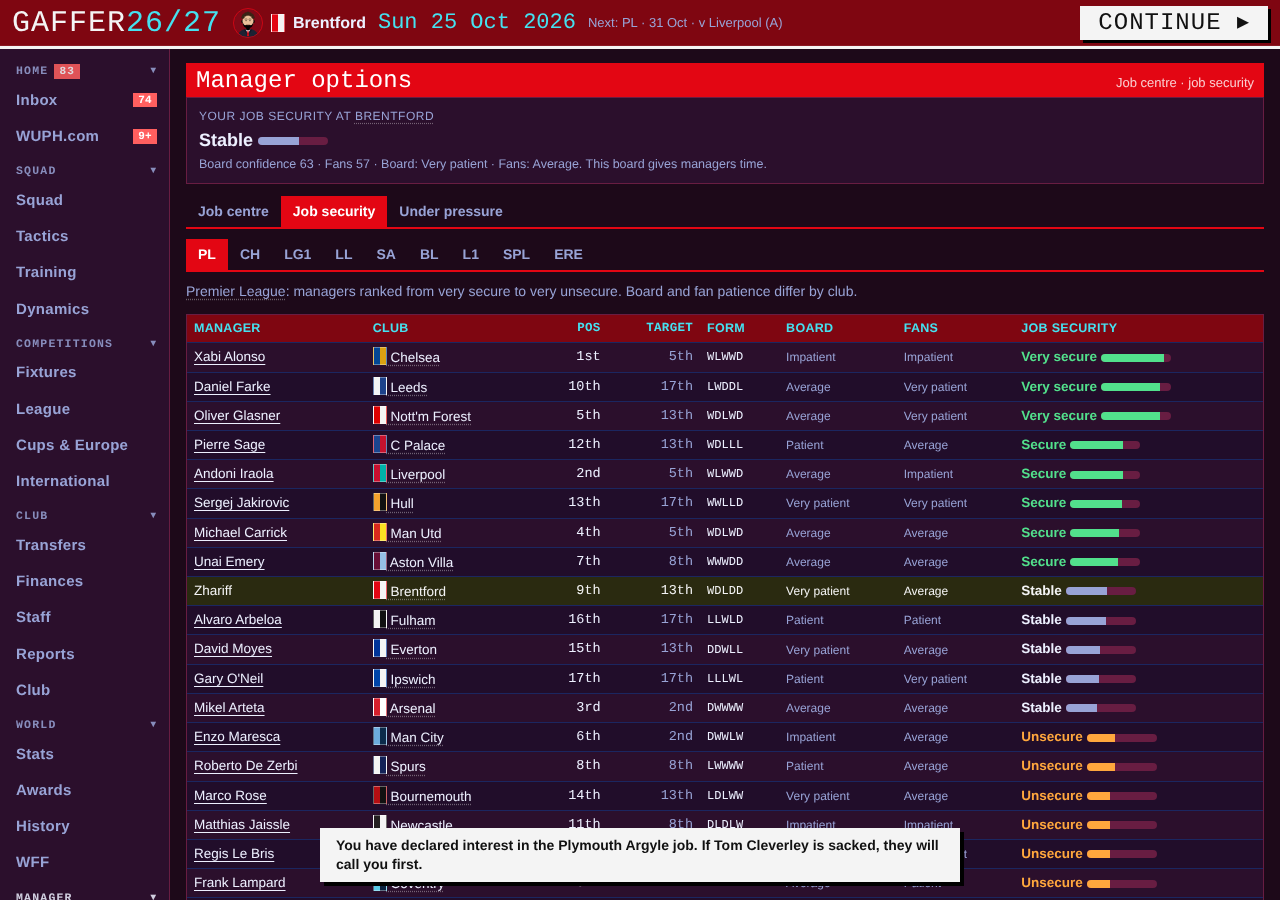 GAFFER26/27 Brentford Sun 25 Oct 2026 Next: PL · 31 Oct · v Liverpool (A) CONTINUE ►
HOME 83 ▼
Inbox 74
WUPH.com 9+
SQUAD ▼
Squad
Tactics
Training
Dynamics
COMPETITIONS ▼
Fixtures
League
Cups & Europe
International
CLUB ▼
Transfers
Finances
Staff
Reports
Club
WORLD ▼
Stats
Awards
History
WFF
MANAGER ▼
Manager options Job centre · job security
YOUR JOB SECURITY AT BRENTFORD
Stable
Board confidence 63 · Fans 57 · Board: Very patient · Fans: Average. This board gives managers time.
Job centre Job security Under pressure
PL CH LG1 LL SA BL L1 SPL ERE
Premier League: managers ranked from very secure to very unsecure. Board and fan patience differ by club.
MANAGER CLUB POS TARGET FORM BOARD FANS JOB SECURITY
Xabi Alonso Chelsea 1st 5th WLWWD Impatient Impatient Very secure
Daniel Farke Leeds 10th 17th LWDDL Average Very patient Very secure
Oliver Glasner Nott'm Forest 5th 13th WDLWD Average Very patient Very secure
Pierre Sage C Palace 12th 13th WDLLL Patient Average Secure
Andoni Iraola Liverpool 2nd 5th WLWWD Average Impatient Secure
Sergej Jakirovic Hull 13th 17th WWLLD Very patient Very patient Secure
Michael Carrick Man Utd 4th 5th WDLWD Average Average Secure
Unai Emery Aston Villa 7th 8th WWWDD Average Average Secure
Zhariff Brentford 9th 13th WDLDD Very patient Average Stable
Alvaro Arbeloa Fulham 16th 17th LLWLD Patient Patient Stable
David Moyes Everton 15th 13th DDWLL Very patient Average Stable
Gary O'Neil Ipswich 17th 17th LLLWL Patient Very patient Stable
Mikel Arteta Arsenal 3rd 2nd DWWWW Average Average Stable
Enzo Maresca Man City 6th 2nd DWWLW Impatient Average Unsecure
Roberto De Zerbi Spurs 8th 8th LWWWW Patient Average Unsecure
Marco Rose Bournemouth 14th 13th LDLWW Very patient Average Unsecure
Matthias Jaissle Newcastle 11th 8th DLDLW Impatient Impatient Unsecure
Regis Le Bris Unsecure
Frank Lampard Coventry Average Patient Unsecure
You have declared interest in the Plymouth Argyle job. If Tom Cleverley is sacked, they will
call you first.